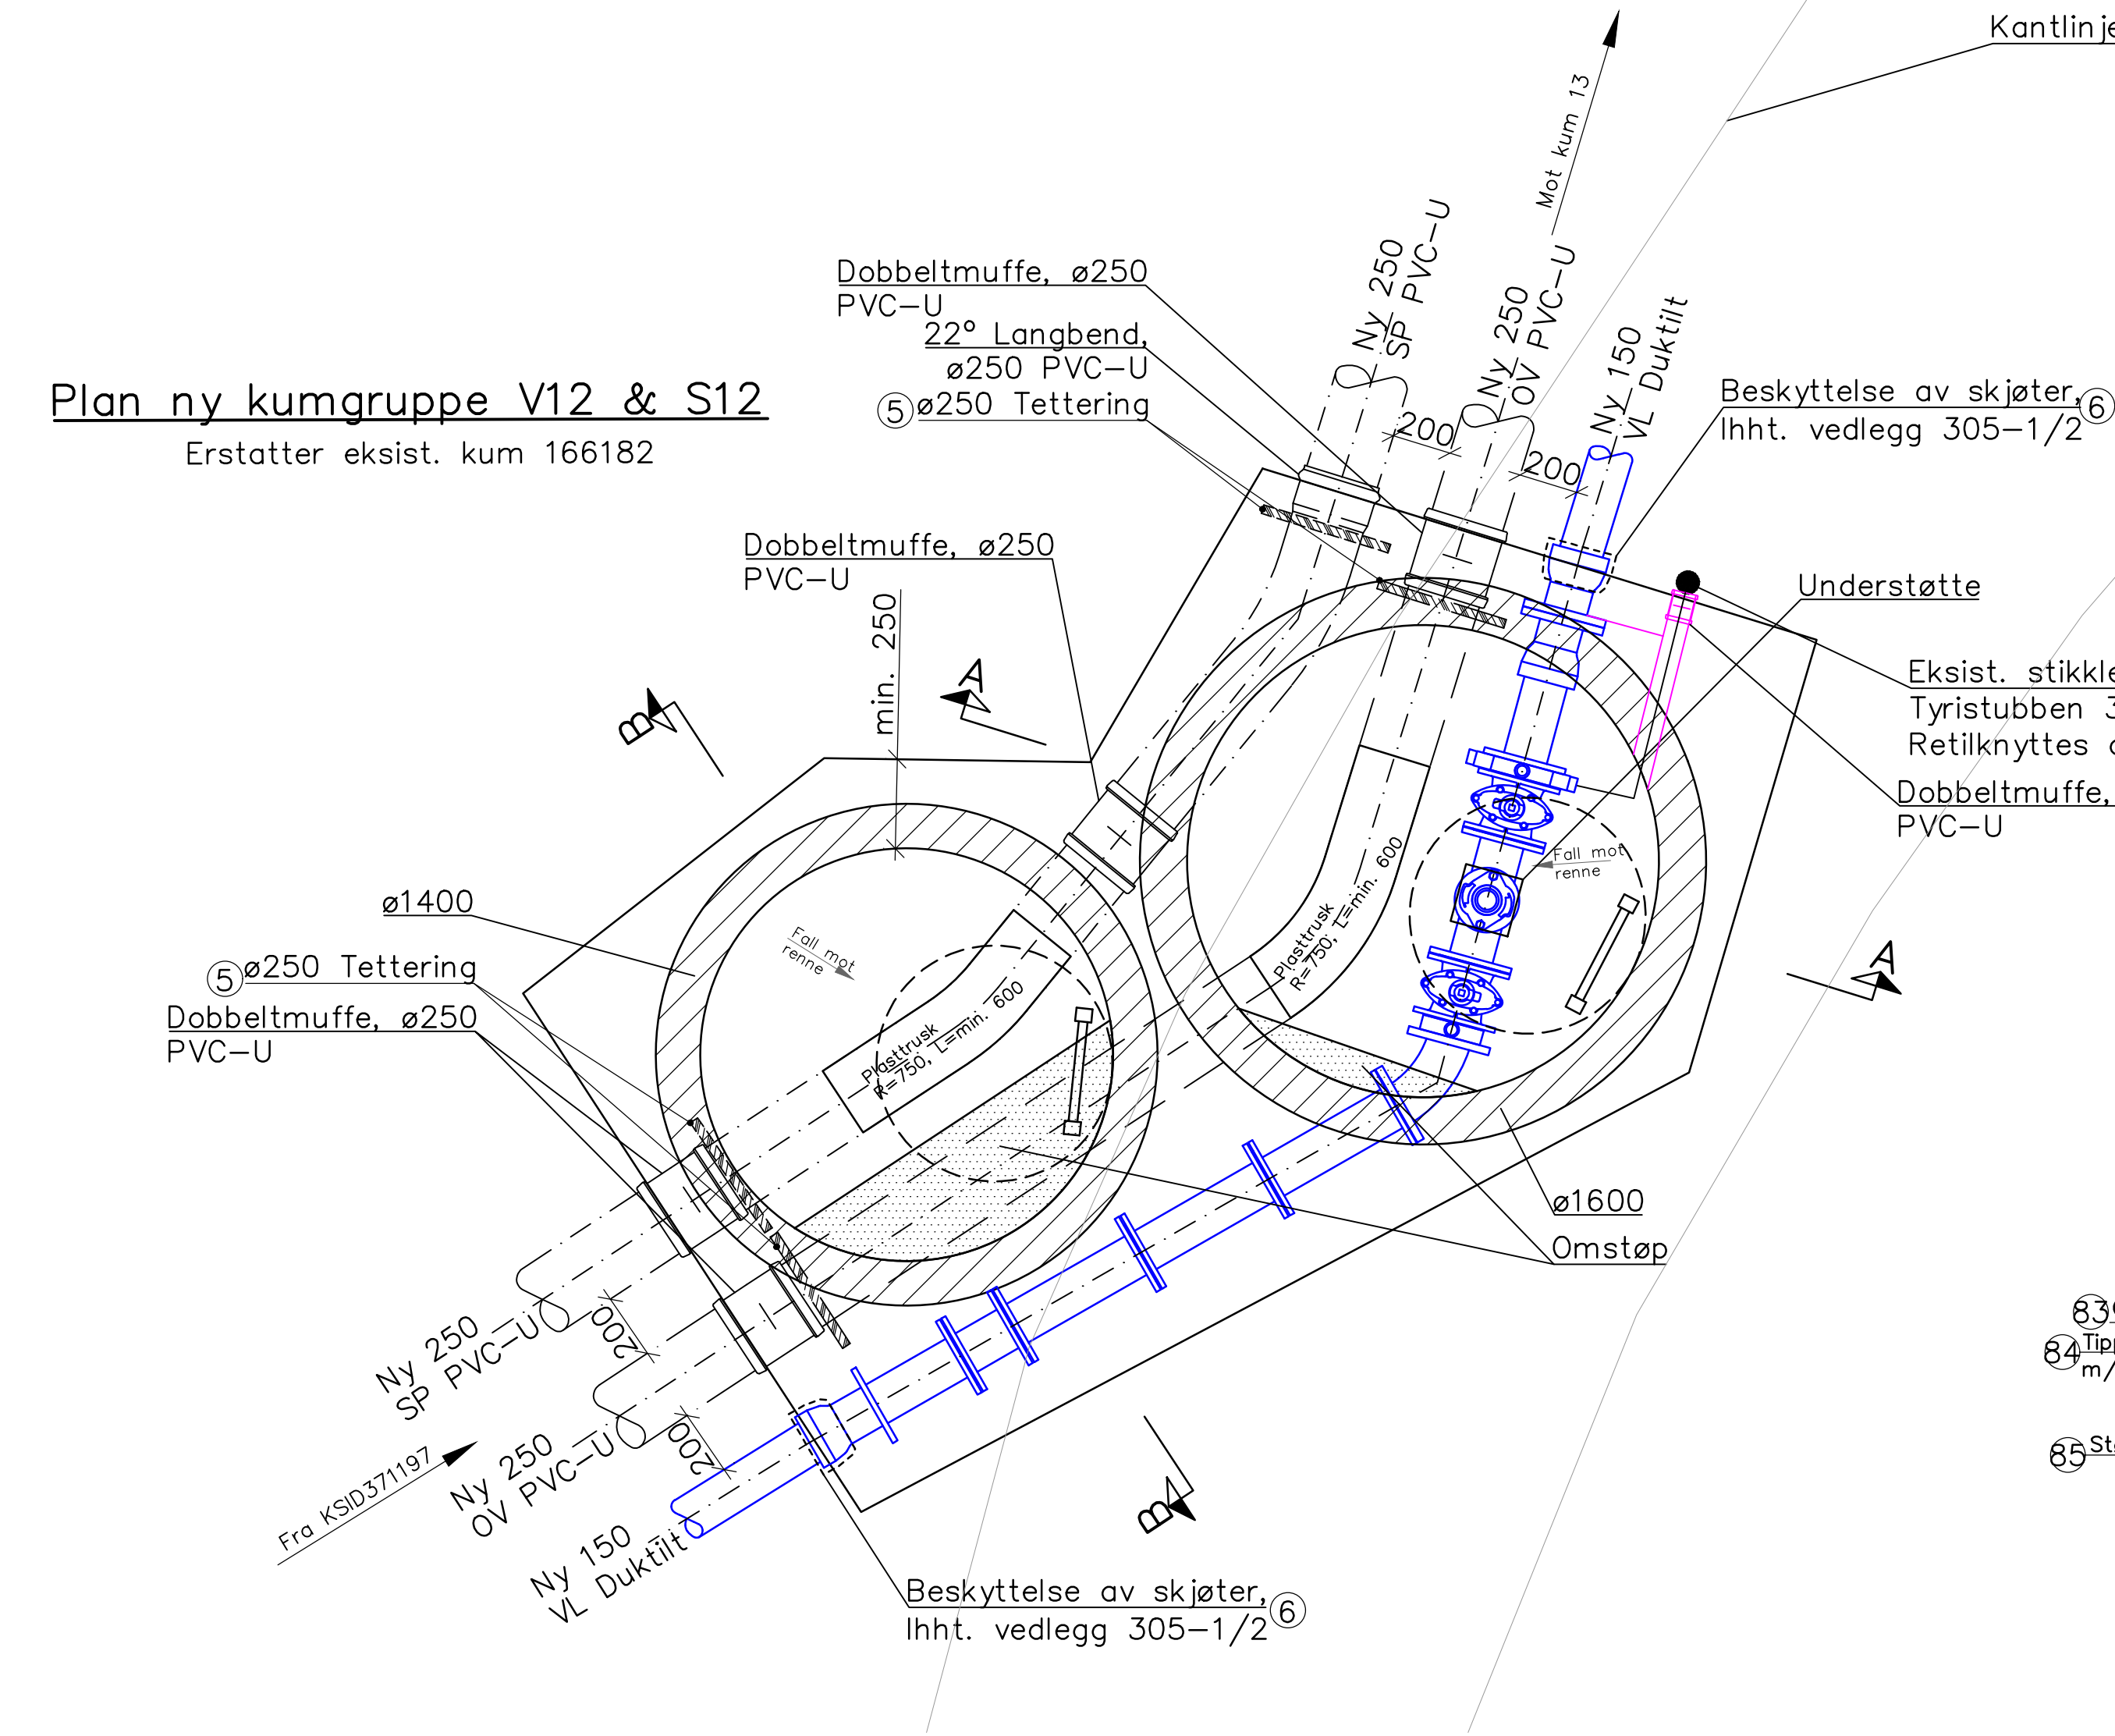 Kantlinje
Mot kum 13
Ny 250
SP PVC-U
Ny 250
OV PVC-U
Ny 150
VL Duktilt
Dobbeltmuffe, ø250
PVC-U
22° Langbend,
ø250 PVC-U
5 ø250 Tettering
200
200
Beskyttelse av skjøter, 6
Ihht. vedlegg 305-1/2
Plan ny kumgruppe V12 & S12
Erstatter eksist. kum 166182
Dobbeltmuffe, ø250
PVC-U
min. 250
Understøtte
A
B
Eksist. stikkle
Tyristubben 3
Retilknyttes
Dobbeltmuffe,
PVC-U
Plasttrusk
R=750, L=min. 600
Fall mot
renne
ø1400
Fall mot
renne
5 ø250 Tettering
Dobbeltmuffe, ø250
PVC-U
Plasttrusk
R=750, L=min. 600
A
ø1600
Omstøp
200
200
Ny 250
SP PVC-U
Ny 250
OV PVC-U
Ny 150
VL Duktilt
Fra KSID371197
B
Beskyttelse av skjøter, 6
Ihht. vedlegg 305-1/2
83
84 Tipp
m/
85